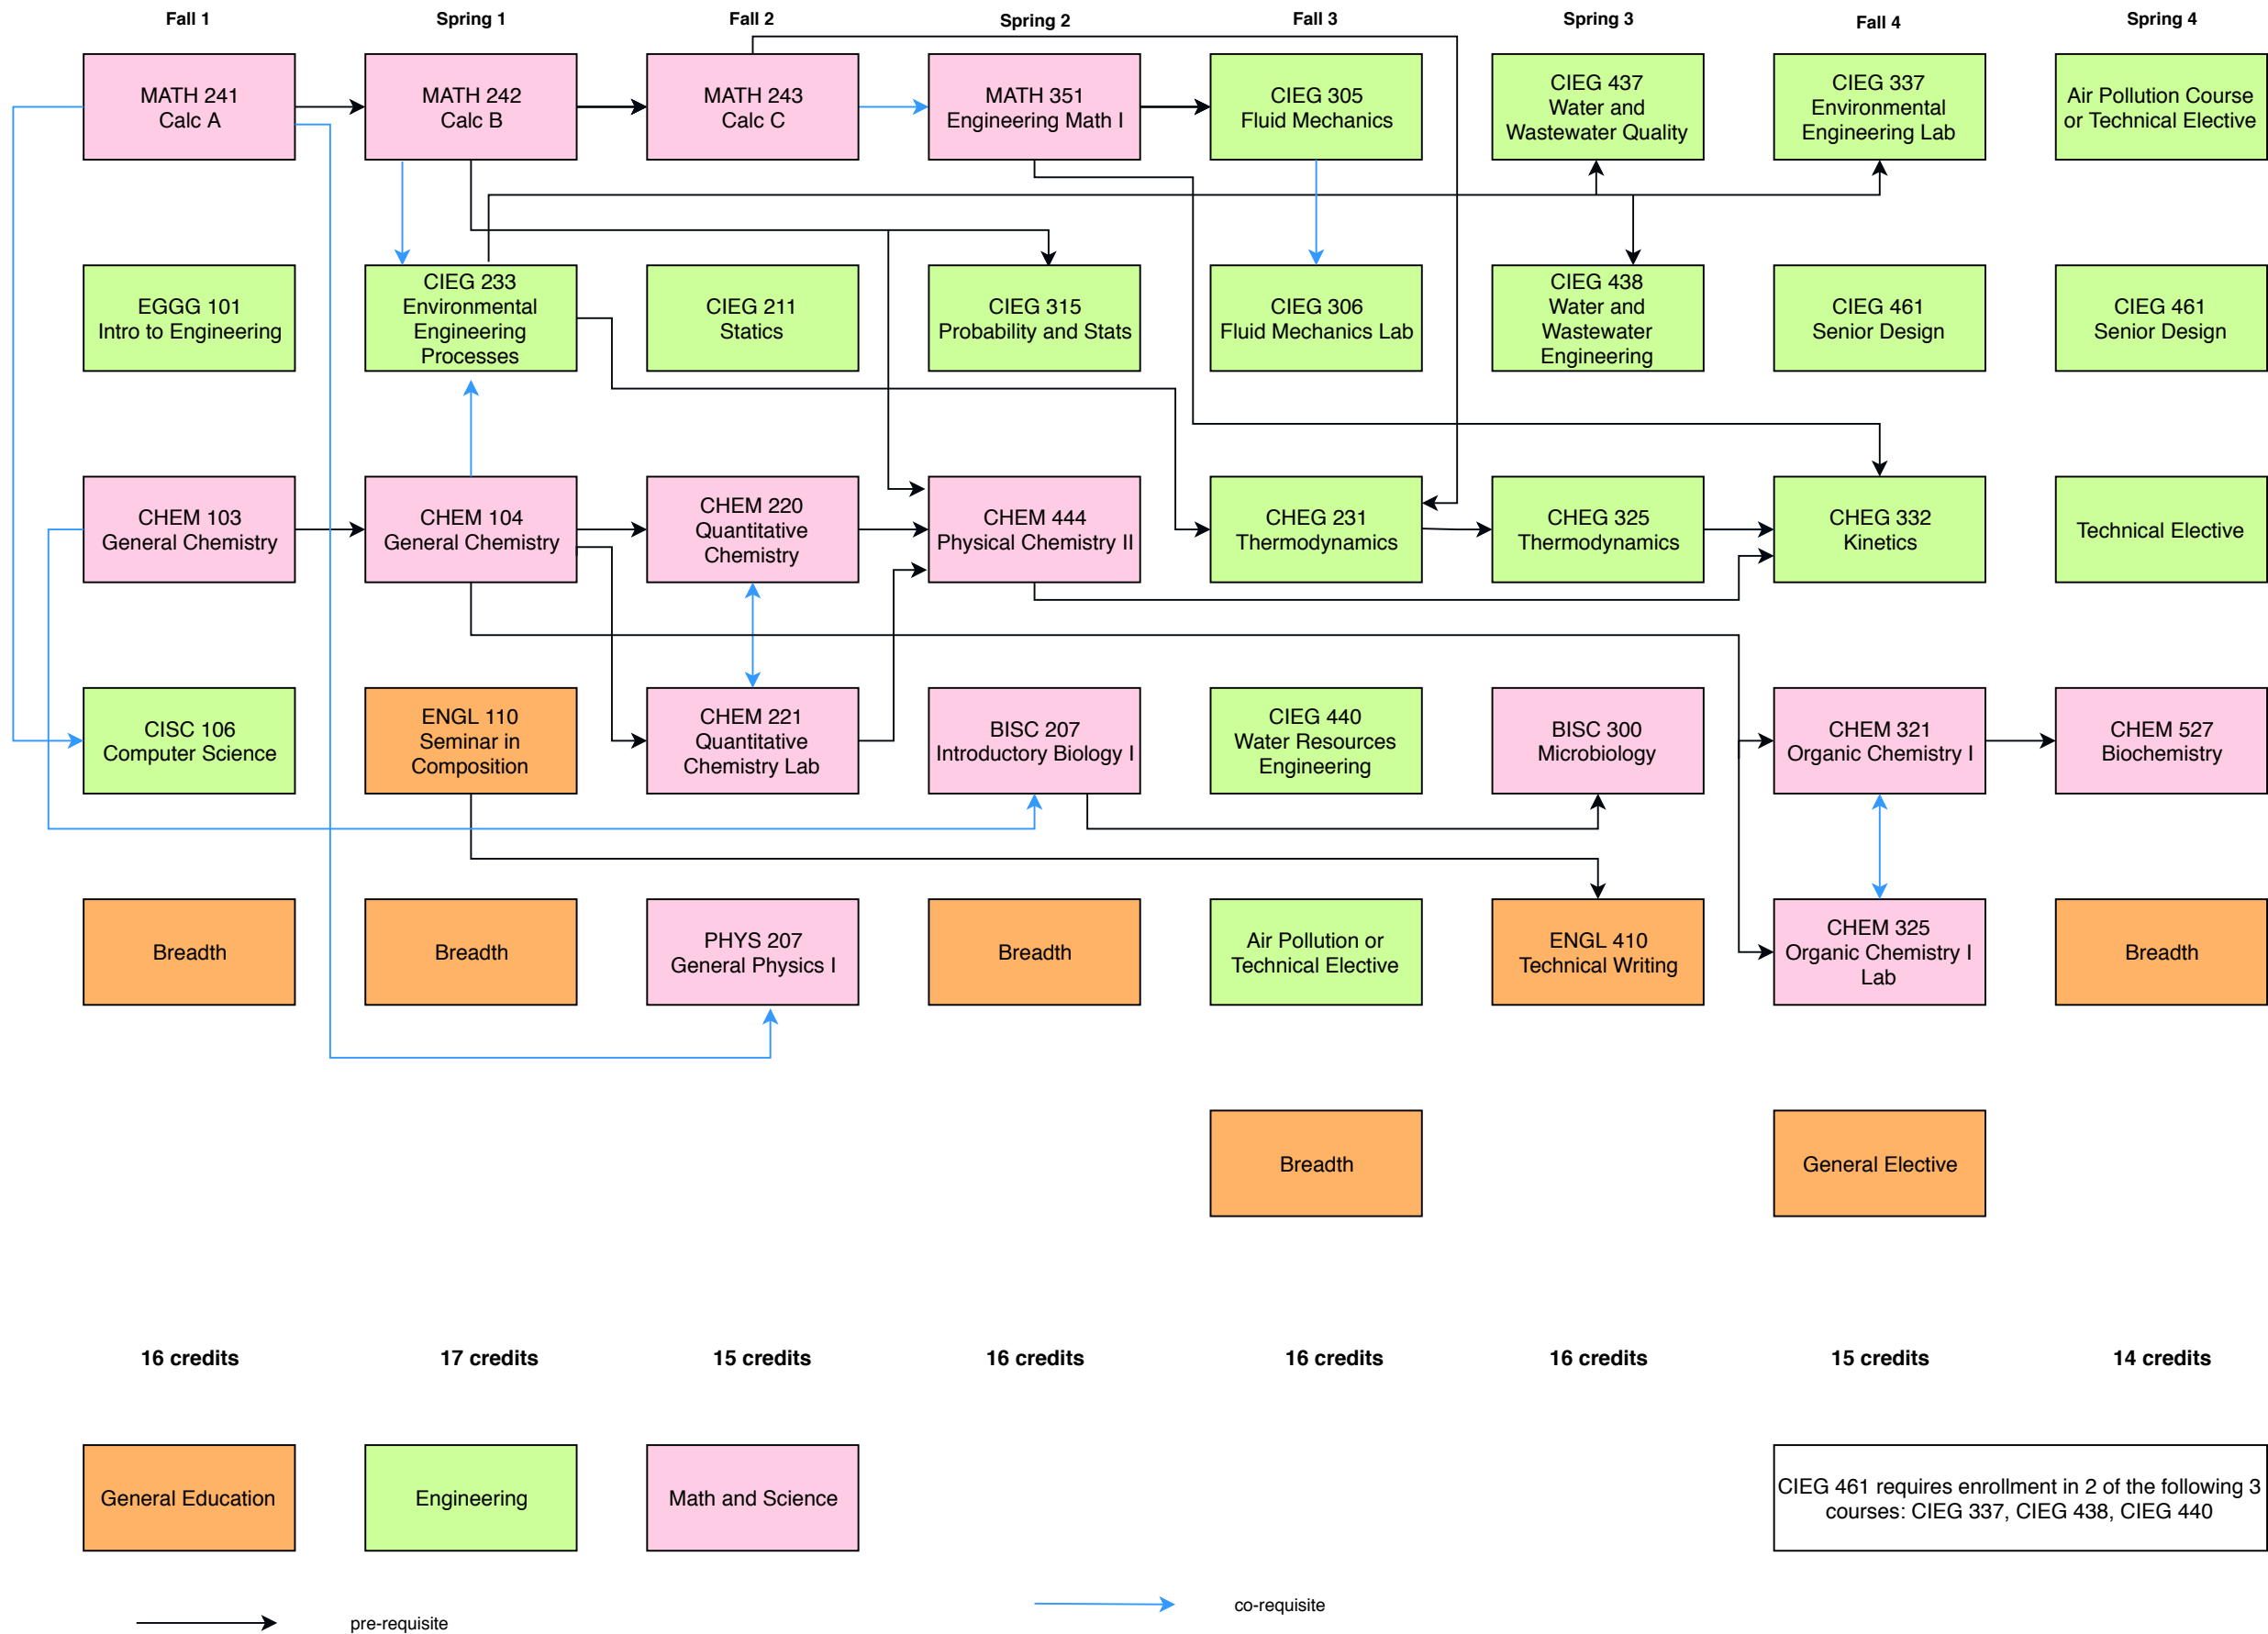 Fall 1
Spring 1
Fall 2
Spring 2
Fall 3
Spring 3
Fall 4
Spring 4
MATH 241
Calc A
MATH 242
Calc B
MATH 243
Calc C
MATH 351
Engineering Math I
CIEG 305
Fluid Mechanics
CIEG 437
Water and
Wastewater Quality
CIEG 337
Environmental
Engineering Lab
Air Pollution Course
or Technical Elective
EGGG 101
Intro to Engineering
CIEG 233
Environmental
Engineering
Processes
CIEG 211
Statics
CIEG 315
Probability and Stats
CIEG 306
Fluid Mechanics Lab
CIEG 438
Water and
Wastewater
Engineering
CIEG 461
Senior Design
CIEG 461
Senior Design
CHEM 103
General Chemistry
CHEM 104
General Chemistry
CHEM 220
Quantitative
Chemistry
CHEM 444
Physical Chemistry II
CHEG 231
Thermodynamics
CHEG 325
Thermodynamics
CHEG 332
Kinetics
Technical Elective
CISC 106
Computer Science
ENGL 110
Seminar in
Composition
CHEM 221
Quantitative
Chemistry Lab
BISC 207
Introductory Biology I
CIEG 440
Water Resources
Engineering
BISC 300
Microbiology
CHEM 321
Organic Chemistry I
CHEM 527
Biochemistry
Breadth
Breadth
PHYS 207
General Physics I
Breadth
Air Pollution or
Technical Elective
ENGL 410
Technical Writing
CHEM 325
Organic Chemistry I
Lab
Breadth
Breadth
General Elective
16 credits
17 credits
15 credits
16 credits
16 credits
16 credits
15 credits
14 credits
General Education
Engineering
Math and Science
CIEG 461 requires enrollment in 2 of the following 3
courses: CIEG 337, CIEG 438, CIEG 440
pre-requisite
co-requisite